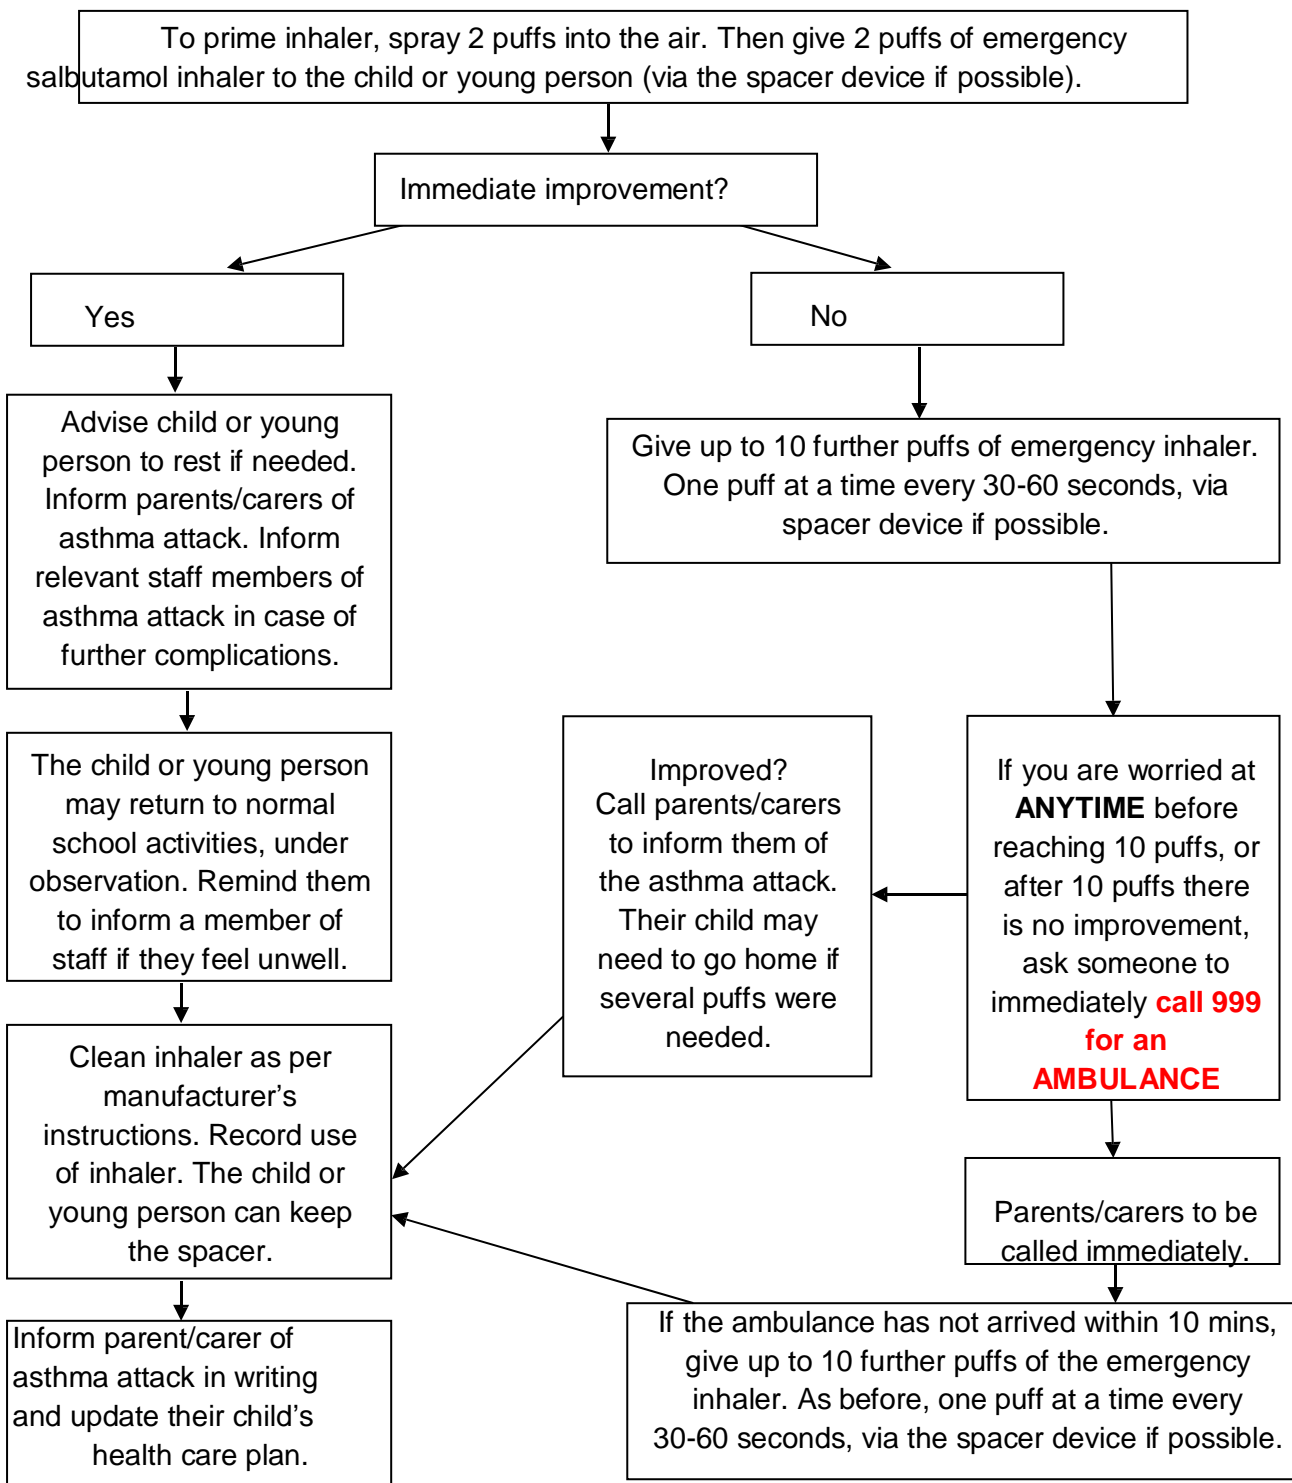 To prime inhaler, spray 2 puffs into the air. Then give 2 puffs of emergency
salbutamol inhaler to the child or young person (via the spacer device if possible).
Immediate improvement?
Yes
No
Advise child or young
person to rest if needed.
Inform parents/carers of
asthma attack. Inform
relevant staff members of
asthma attack in case of
further complications.
Give up to 10 further puffs of emergency inhaler.
One puff at a time every 30-60 seconds, via
spacer device if possible.
The child or young person
may return to normal
school activities, under
observation. Remind them
to inform a member of
staff if they feel unwell.
Improved?
Call parents/carers
to inform them of
the asthma attack.
Their child may
need to go home if
several puffs were
needed.
If you are worried at
ANYTIME before
reaching 10 puffs, or
after 10 puffs there
is no improvement,
ask someone to
immediately call 999
for an
AMBULANCE
Clean inhaler as per
manufacturer’s
instructions. Record use
of inhaler. The child or
young person can keep
the spacer.
Parents/carers to be
called immediately.
Inform parent/carer of
asthma attack in writing
and update their child’s
health care plan.
If the ambulance has not arrived within 10 mins,
give up to 10 further puffs of the emergency
inhaler. As before, one puff at a time every
30-60 seconds, via the spacer device if possible.